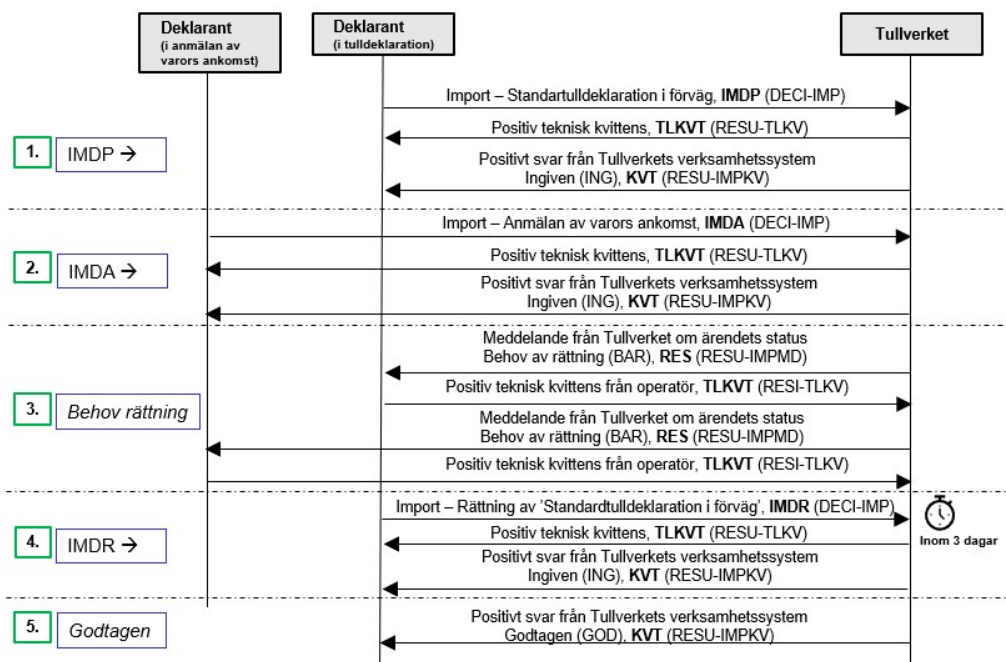 Deklarant
(i anmälan av
varors ankomst)
Deklarant
(i tulldeklaration)
Tullverket
Import – Standartulldeklaration i förväg, IMDP (DECI-IMP)
Positiv teknisk kvittens, TLKVT (RESU-TLKV)
1.
IMDP →
Positivt svar från Tullverkets verksamhetssystem
Ingiven (ING), KVT (RESU-IMPKV)
Import – Anmälan av varors ankomst, IMDA (DECI-IMP)
2.
IMDA →
Positiv teknisk kvittens, TLKVT (RESU-TLKV)
Positivt svar från Tullverkets verksamhetssystem
Ingiven (ING), KVT (RESU-IMPKV)
Meddelande från Tullverket om ärendets status
Behov av rättning (BAR), RES (RESU-IMPMD)
Positiv teknisk kvittens från operatör, TLKVT (RESI-TLKV)
3.
Behov rättning
Meddelande från Tullverket om ärendets status
Behov av rättning (BAR), RES (RESU-IMPMD)
Positiv teknisk kvittens från operatör, TLKVT (RESI-TLKV)
Import – Rättning av 'Standardtulldeklaration i förväg', IMDR (DECI-IMP)
Positiv teknisk kvittens, TLKVT (RESU-TLKV)
Inom 3 dagar
4.
IMDR →
Positivt svar från Tullverkets verksamhetssystem
Ingiven (ING), KVT (RESU-IMPKV)
5.
Godtagen
Positivt svar från Tullverkets verksamhetssystem
Godtagen (GOD), KVT (RESU-IMPKV)